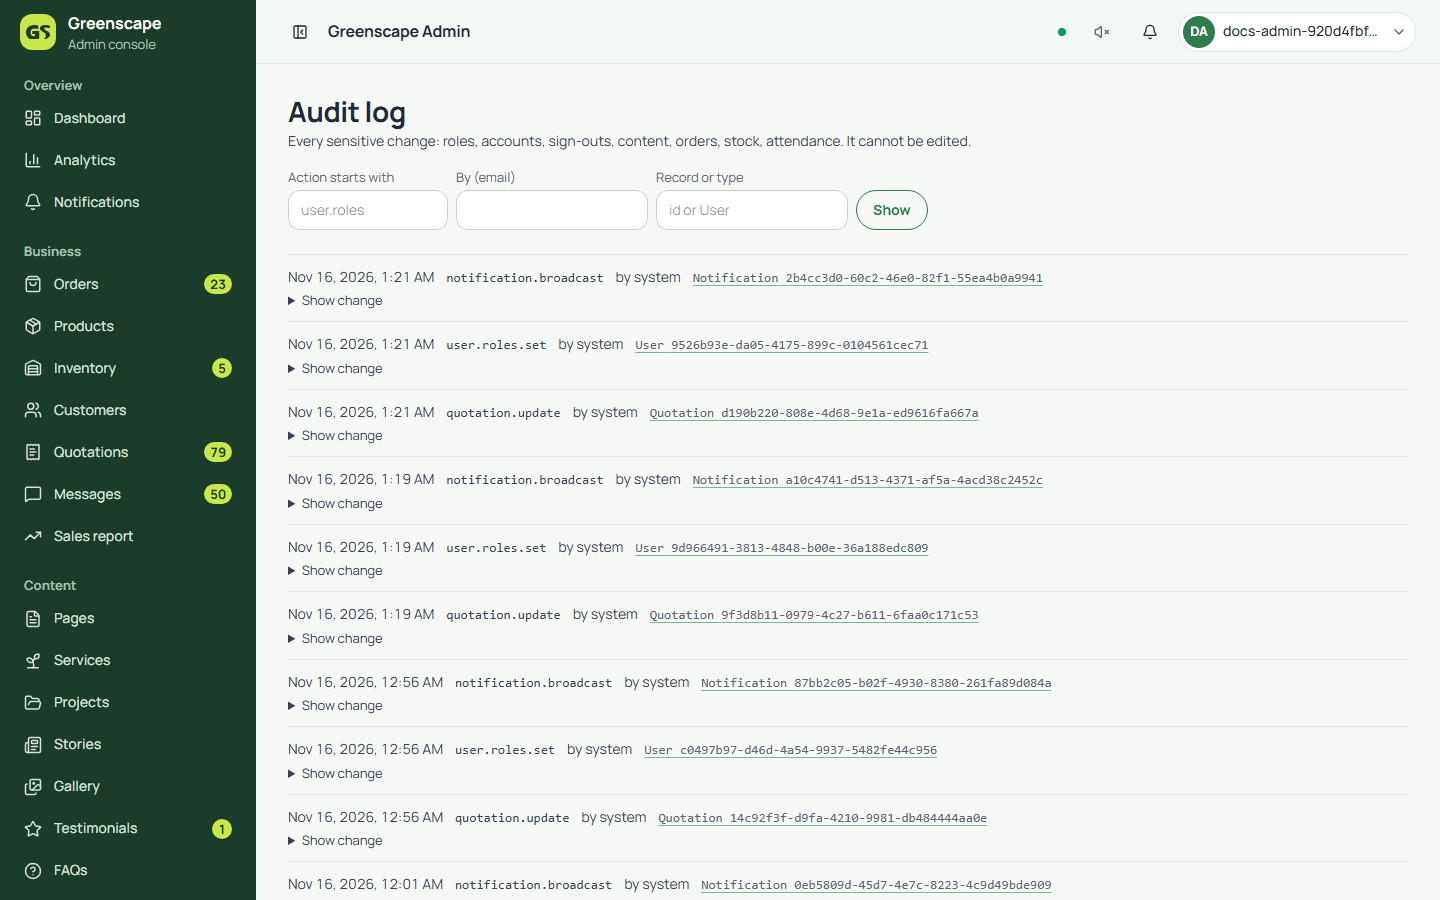 GS Greenscape
Admin console
Overview
Dashboard
Analytics
Notifications
Business
Orders 23
Products
Inventory 5
Customers
Quotations 79
Messages 50
Sales report
Content
Pages
Services
Projects
Stories
Gallery
Testimonials 1
FAQs
Greenscape Admin
DA docs-admin-920d4fbf...
Audit log
Every sensitive change: roles, accounts, sign-outs, content, orders, stock, attendance. It cannot be edited.
Action starts with By (email) Record or type
user.roles id or User Show
Nov 16, 2026, 1:21 AM notification.broadcast by system Notification 2b4cc3d0-60c2-46e0-82f1-55ea4b0a9941
Show change
Nov 16, 2026, 1:21 AM user.roles.set by system User 9526b93e-da05-4175-899c-0104561cec71
Show change
Nov 16, 2026, 1:21 AM quotation.update by system Quotation d190b220-808e-4d68-9e1a-ed9616fa667a
Show change
Nov 16, 2026, 1:19 AM notification.broadcast by system Notification a10c4741-d513-4371-af5a-4acd38c2452c
Show change
Nov 16, 2026, 1:19 AM user.roles.set by system User 9d966491-3813-4848-b00e-36a188edc809
Show change
Nov 16, 2026, 1:19 AM quotation.update by system Quotation 9f3d8b11-0979-4c27-b611-6faa0c171c53
Show change
Nov 16, 2026, 12:56 AM notification.broadcast by system Notification 87bb2c05-b02f-4930-8380-261fa89d084a
Show change
Nov 16, 2026, 12:56 AM user.roles.set by system User c0497b97-d46d-4a54-9937-5482fe44c956
Show change
Nov 16, 2026, 12:56 AM quotation.update by system Quotation 14c92f3f-d9fa-4210-9981-db484444aa0e
Show change
Nov 16, 2026, 12:01 AM notification.broadcast by system Notification 0eb5809d-45d7-4e7c-8223-4c9d49bde909